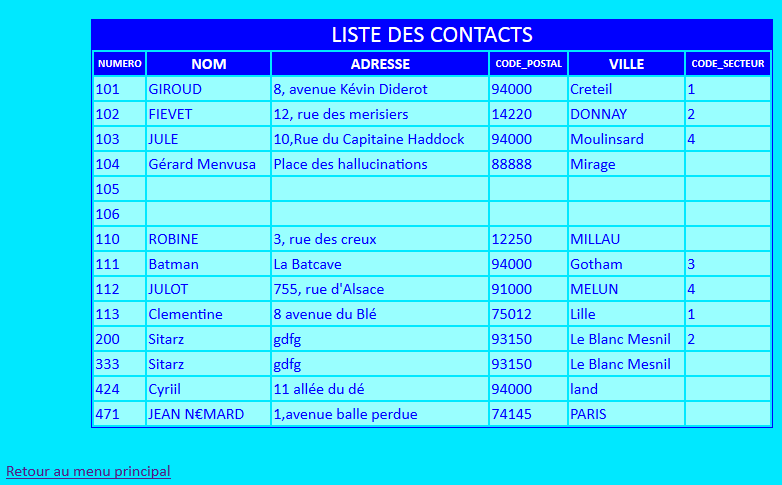 LISTE DES CONTACTS
NUMERO NOM ADRESSE CODE_POSTAL VILLE CODE_SECTEUR
101 GIROUD 8, avenue Kévin Diderot 94000 Creteil 1
102 FIEVET 12, rue des merisiers 14220 DONNAY 2
103 JULE 10,Rue du Capitaine Haddock 94000 Moulinsard 4
104 Gérard Menvusa Place des hallucinations 88888 Mirage
105
106
110 ROBINE 3, rue des creux 12250 MILLAU
111 Batman La Batcave 94000 Gotham 3
112 JULOT 755, rue d'Alsace 91000 MELUN 4
113 Clementine 8 avenue du Blé 75012 Lille 1
200 Sitarz gdfg 93150 Le Blanc Mesnil 2
333 Sitarz gdfg 93150 Le Blanc Mesnil
424 Cyriil 11 allée du dé 94000 land
471 JEAN N€MARD 1,avenue balle perdue 74145 PARIS
Retour au menu principal